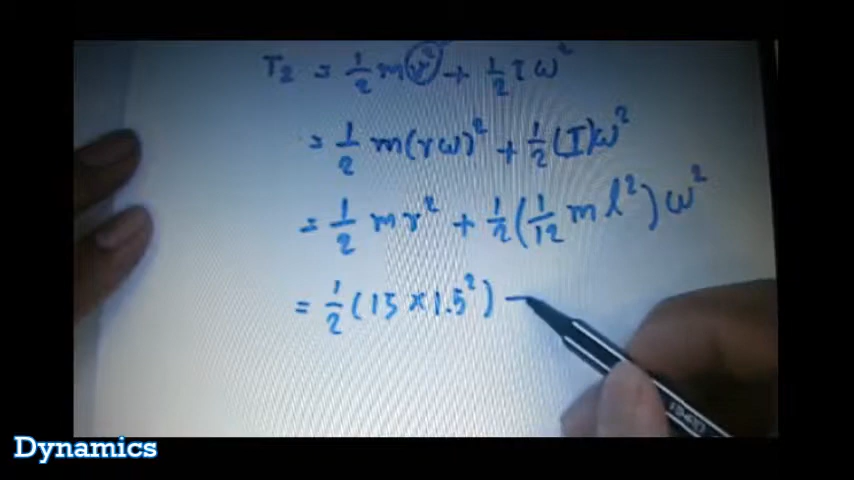 T₂ = 1/2 m v² + 1/2 I ω²
= 1/2 m(rω)² + 1/2 (I)ω²
= 1/2 m r² + 1/2 (1/12 m l²) ω²
= 1/2 (15 × 1.5²) −
Dynamics